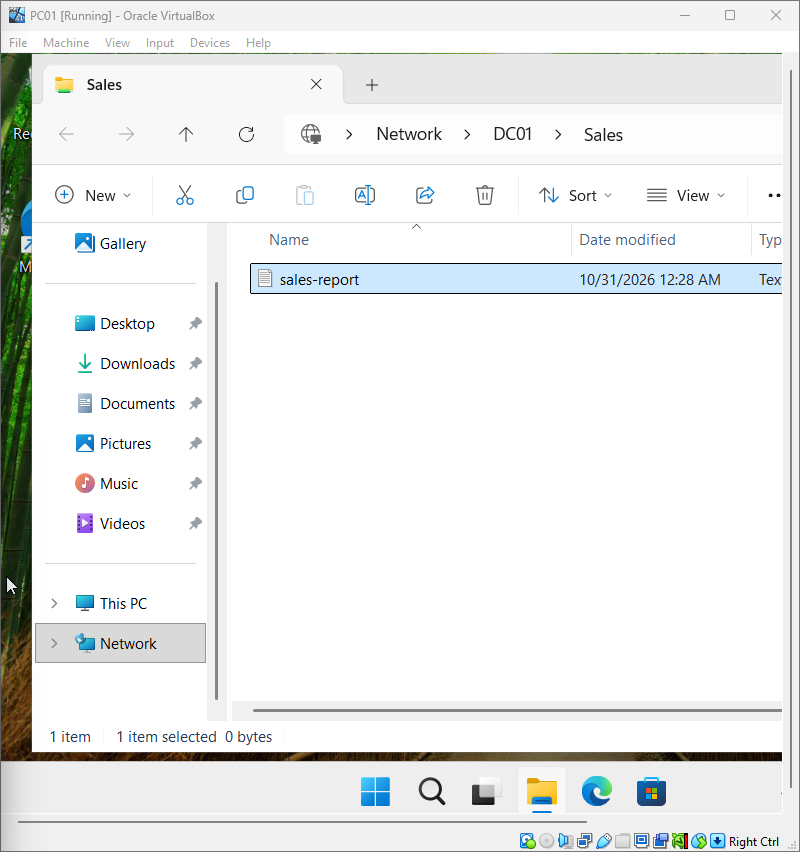 PC01 [Running] - Oracle VirtualBox
File Machine View Input Devices Help
Sales
Network DC01 Sales
New Sort View
Gallery
Name Date modified
sales-report 10/31/2026 12:28 AM
Desktop
Downloads
Documents
Pictures
Music
Videos
This PC
Network
1 item 1 item selected 0 bytes
Right Ctrl